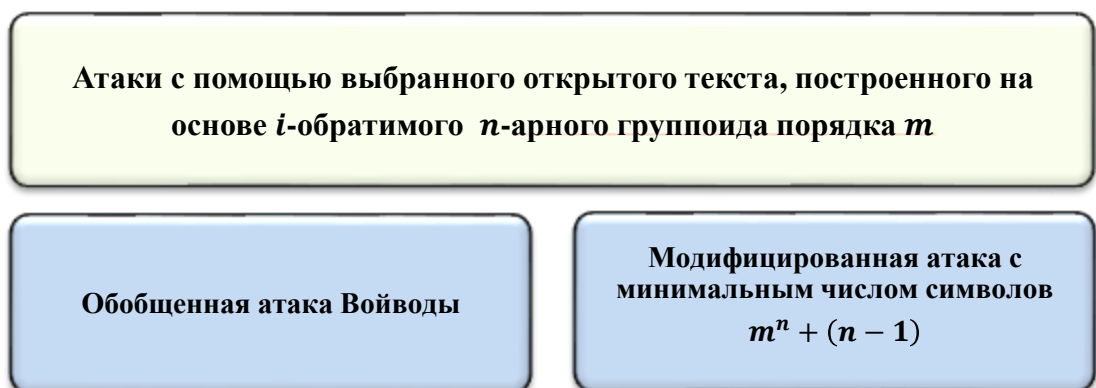 Атаки с помощью выбранного открытого текста, построенного на
основе i-обратимого n-арного группоида порядка m
Обобщенная атака Войводы
Модифицированная атака с
минимальным числом символов
mⁿ + (n − 1)